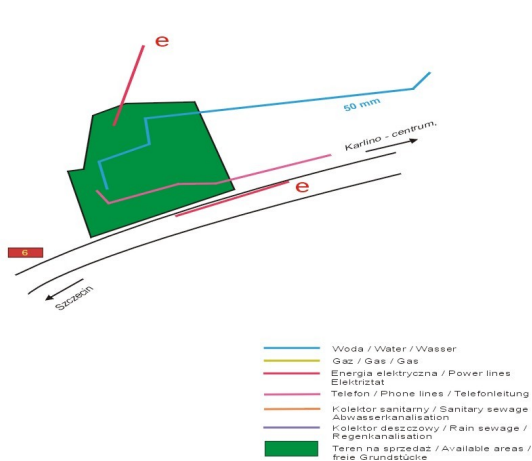 e
50 mm
Karlino - centrum,
e
6
Szczecin
Woda / Water / Wasser
Gaz / Gas / Gas
Energia elektryczna / Power lines
Elektriztat
Telefon / Phone lines / Telefonleitung
Kolektor sanitarny / Sanitary sewage
Abwasserkanalisation
Kolektor deszczowy / Rain sewage /
Regenkanalisation
Teren na sprzedaż / Available areas /
freie Grundstücke